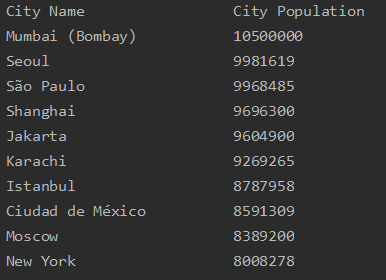 City Name City Population
Mumbai (Bombay) 10500000
Seoul 9981619
São Paulo 9968485
Shanghai 9696300
Jakarta 9604900
Karachi 9269265
Istanbul 8787958
Ciudad de México 8591309
Moscow 8389200
New York 8008278